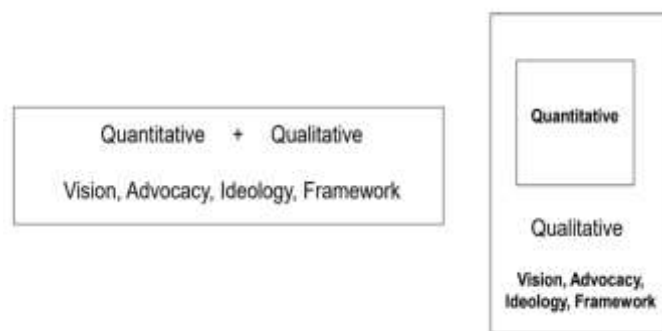 Quantitative + Qualitative
Vision, Advocacy, Ideology, Framework
Quantitative
Qualitative
Vision, Advocacy,
Ideology, Framework